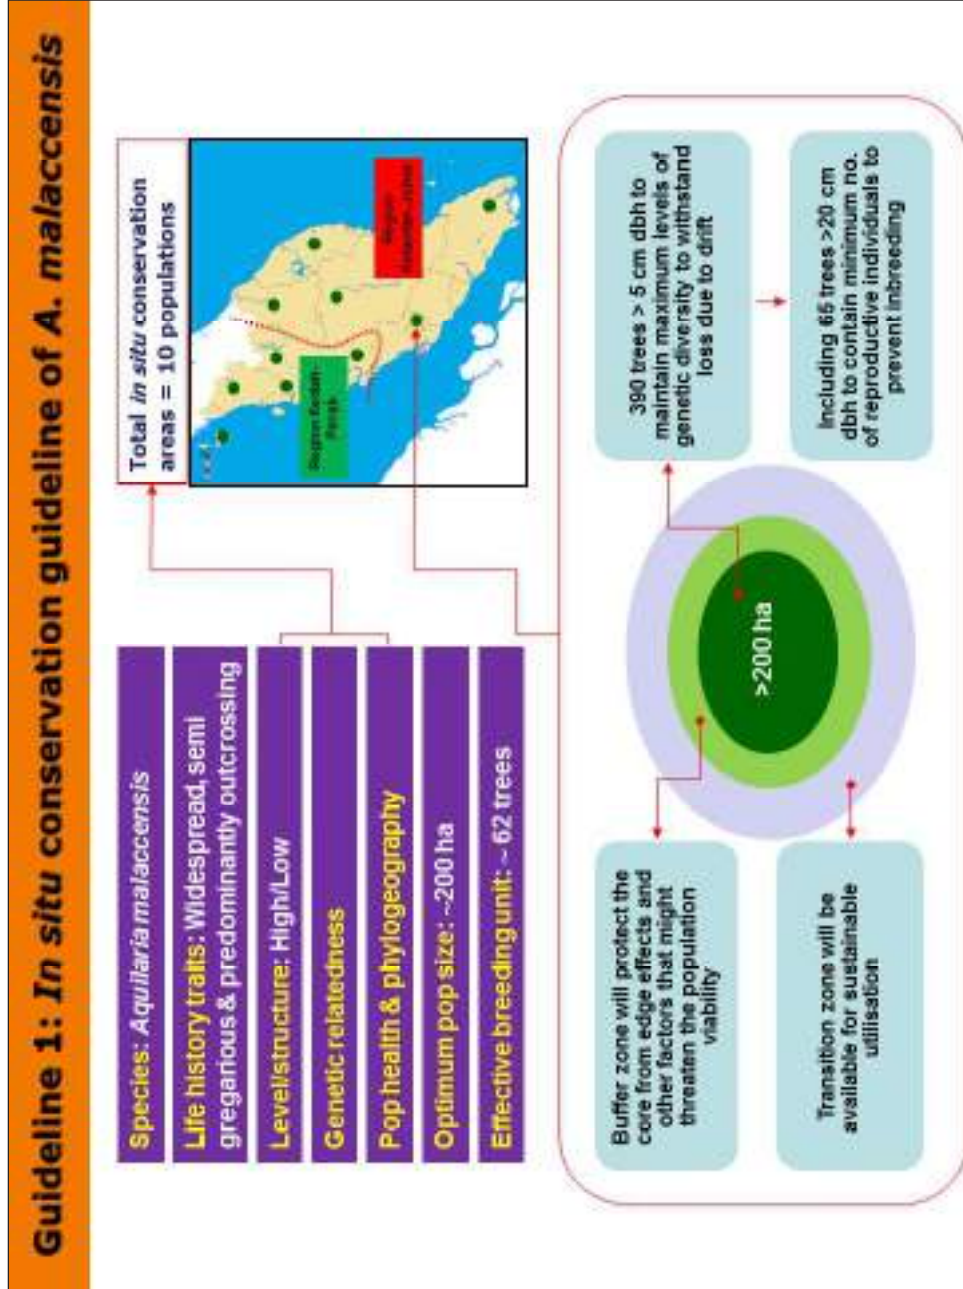 Guideline 1: In situ conservation guideline of A. malaccensis
Species: Aquilaria malaccensis
Life history traits: Widespread, semi
gregarious & predominantly outcrossing
Level/structure: High/Low
Genetic relatedness
Pop health & phylogeography
Optimum pop size: ~200 ha
Effective breeding unit: ~ 62 trees
Total in situ conservation
areas = 10 populations
Region Kedah-
Perak
Region
Buffer zone will protect the
core from edge effects and
other factors that might
threaten the population
viability
Transition zone will be
available for sustainable
utilisation
>200 ha
390 trees > 5 cm dbh to
maintain maximum levels of
genetic diversity to withstand
loss due to drift
Including 65 trees >20 cm
dbh to contain minimum no.
of reproductive individuals to
prevent inbreeding